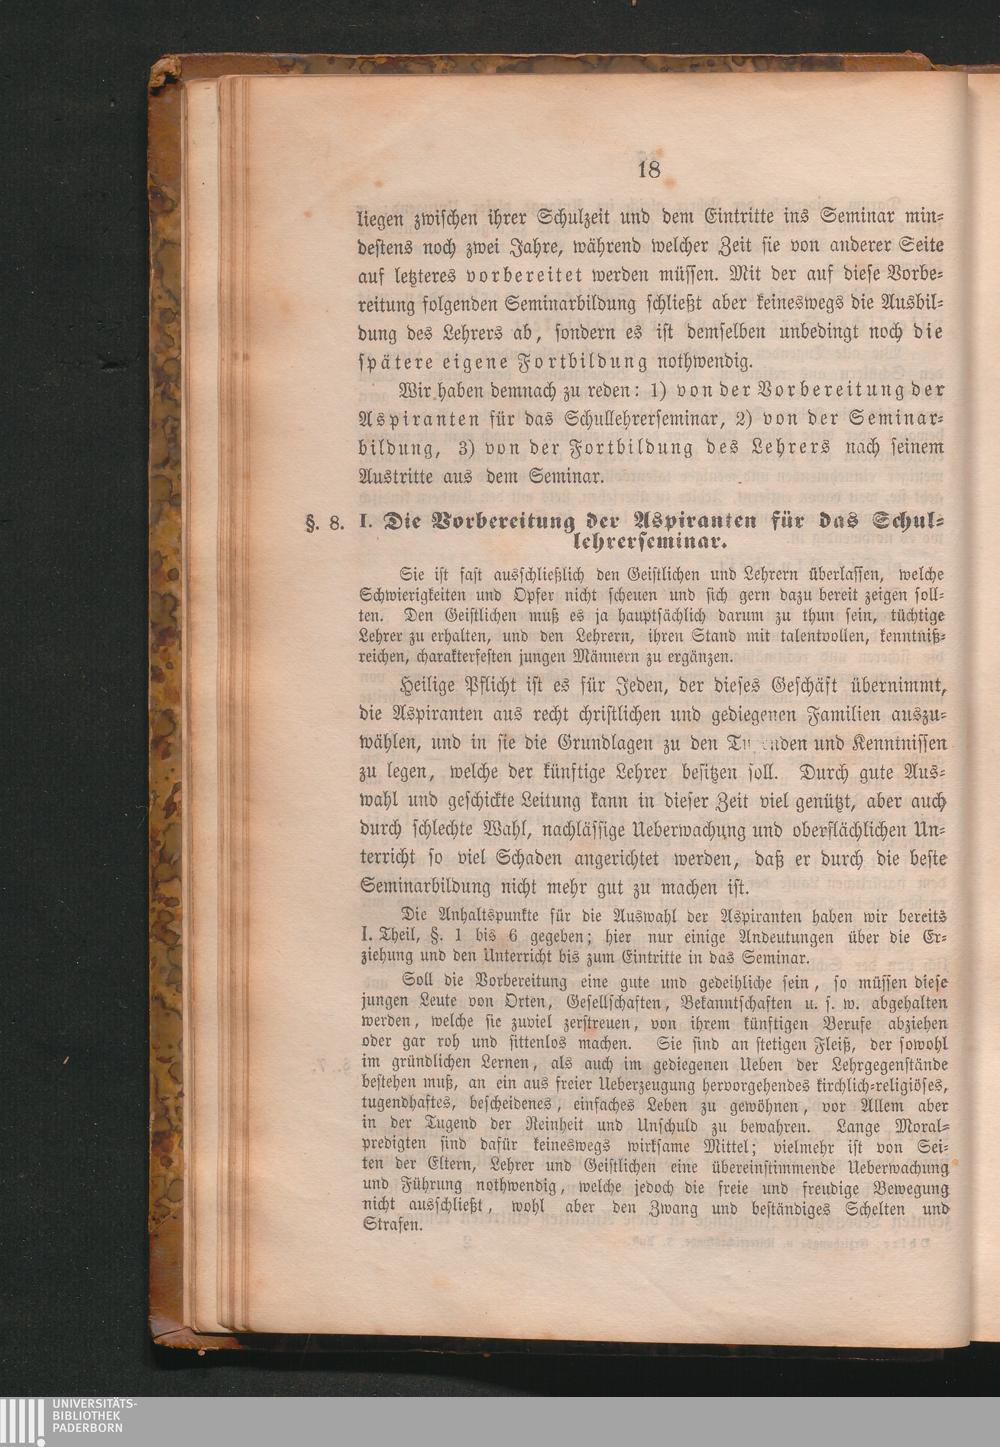 18
liegen zwischen ihrer Schulzeit und dem Eintritte ins Seminar min-
destens noch zwei Jahre, während welcher Zeit sie von anderer Seite
auf letzteres vorbereitet werden müssen. Mit der auf diese Vorbe-
reitung folgenden Seminarbildung schließt aber keineswegs die Ausbil-
dung des Lehrers ab, sondern es ist demselben unbedingt noch die
spätere eigene Fortbildung nothwendig.
Wir haben demnach zu reden: 1) von der Vorbereitung der
Aspiranten für das Schullehrerseminar, 2) von der Seminar-
bildung, 3) von der Fortbildung des Lehrers nach seinem
Austritte aus dem Seminar.
§. 8. I. Die Vorbereitung der Aspiranten für das Schul-
lehrerseminar.
Sie ist fast ausschließlich den Geistlichen und Lehrern überlassen, welche
Schwierigkeiten und Opfer nicht scheuen und sich gern dazu bereit zeigen soll-
ten. Den Geistlichen muß es ja hauptsächlich darum zu thun sein, tüchtige
Lehrer zu erhalten, und den Lehrern, ihren Stand mit talentvollen, kenntniß-
reichen, charakterfesten jungen Männern zu ergänzen.
Heilige Pflicht ist es für Jeden, der dieses Geschäft übernimmt,
die Aspiranten aus recht christlichen und gediegenen Familien auszu-
wählen, und in sie die Grundlagen zu den und Kenntnissen
zu legen, welche der künftige Lehrer besitzen soll. Durch gute Aus-
wahl und geschickte Leitung kann in dieser Zeit viel genützt, aber auch
durch schlechte Wahl, nachlässige Ueberwachung und oberflächlichen Un-
terricht so viel Schaden angerichtet werden, daß er durch die beste
Seminarbildung nicht mehr gut zu machen ist.
Die Anhaltspunkte für die Auswahl der Aspiranten haben wir bereits
I. Theil, §. 1 bis 6 gegeben; hier nur einige Andeutungen über die Er-
ziehung und den Unterricht bis zum Eintritte in das Seminar.
Soll die Vorbereitung eine gute und gedeihliche sein, so müssen diese
jungen Leute von Orten, Gesellschaften, Bekanntschaften u. s. w. abgehalten
werden, welche sie zuviel zerstreuen, von ihrem künftigen Berufe abziehen
oder gar roh und sittenlos machen. Sie sind an stetigen Fleiß, der sowohl
im gründlichen Lernen, als auch im gediegenen Ueben der Lehrgegenstände
bestehen muß, an ein aus freier Ueberzeugung hervorgehendes kirchlich-religiöses,
tugendhaftes, bescheidenes, einfaches Leben zu gewöhnen, vor Allem aber
in der Tugend der Reinheit und Unschuld zu bewahren. Lange Moral-
predigten sind dafür keineswegs wirksame Mittel; vielmehr ist von Sei-
ten der Eltern, Lehrer und Geistlichen eine übereinstimmende Ueberwachung
und Führung nothwendig, welche jedoch die freie und freudige Bewegung
nicht ausschließt, wohl aber den Zwang und beständiges Schelten und
Strafen.
UNIVERSITÄTS-
BIBLIOTHEK
PADERBORN